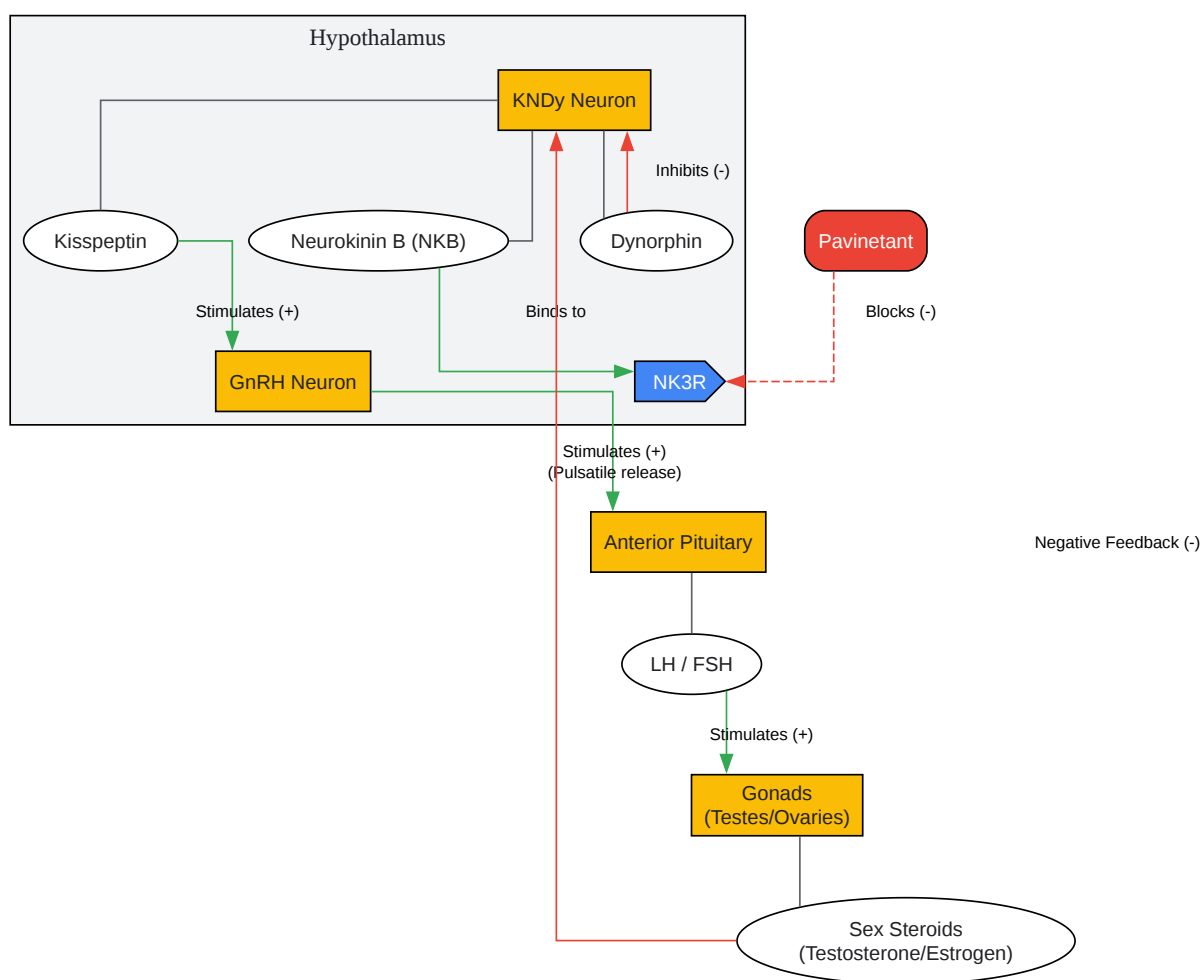 Hypothalamus
KNDy Neuron
Inhibits (-)
Kisspeptin
Neurokinin B (NKB)
Dynorphin
Pavinetant
Stimulates (+)
Binds to
Blocks (-)
GnRH Neuron
NK3R
Stimulates (+)
(Pulsatile release)
Anterior Pituitary
Negative Feedback (-)
LH / FSH
Stimulates (+)
Gonads
(Testes/Ovaries)
Sex Steroids
(Testosterone/Estrogen)